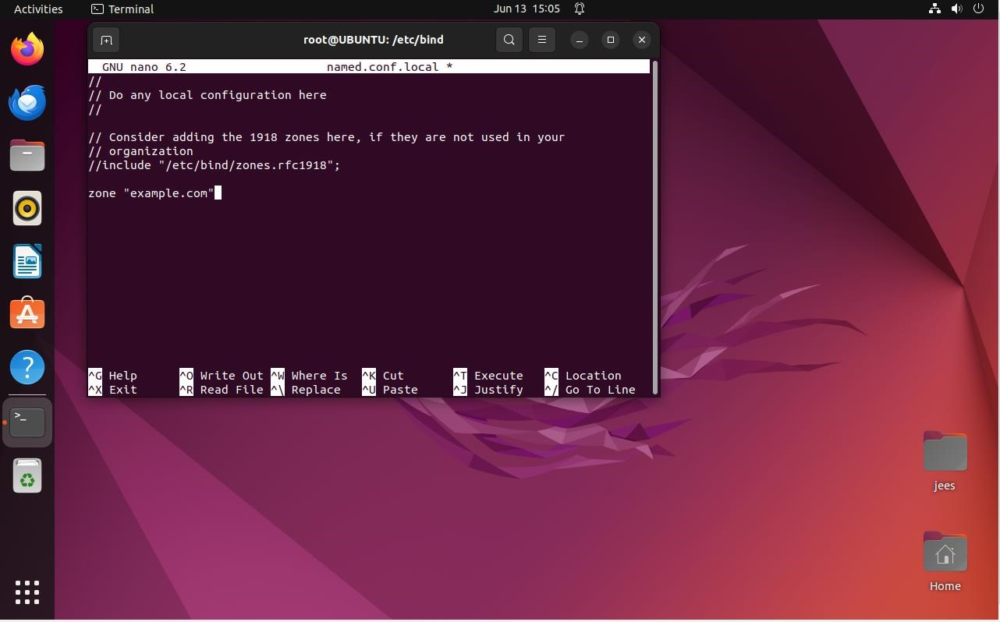 Activities Terminal Jun 13 15:05
root@UBUNTU: /etc/bind
GNU nano 6.2 named.conf.local *
//
// Do any local configuration here
//
// Consider adding the 1918 zones here, if they are not used in your
// organization
//include "/etc/bind/zones.rfc1918";
zone "example.com"
^G Help ^O Write Out ^W Where Is ^K Cut ^T Execute ^C Location
^X Exit ^R Read File ^\ Replace ^U Paste ^J Justify ^/ Go To Line
jees
Home